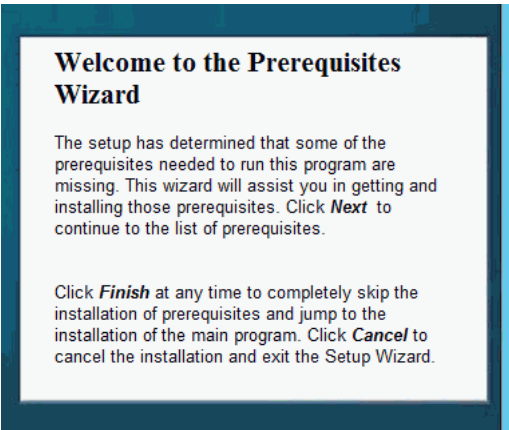 Welcome to the Prerequisites
Wizard
The setup has determined that some of the
prerequisites needed to run this program are
missing. This wizard will assist you in getting and
installing those prerequisites. Click Next to
continue to the list of prerequisites.
Click Finish at any time to completely skip the
installation of prerequisites and jump to the
installation of the main program. Click Cancel to
cancel the installation and exit the Setup Wizard.